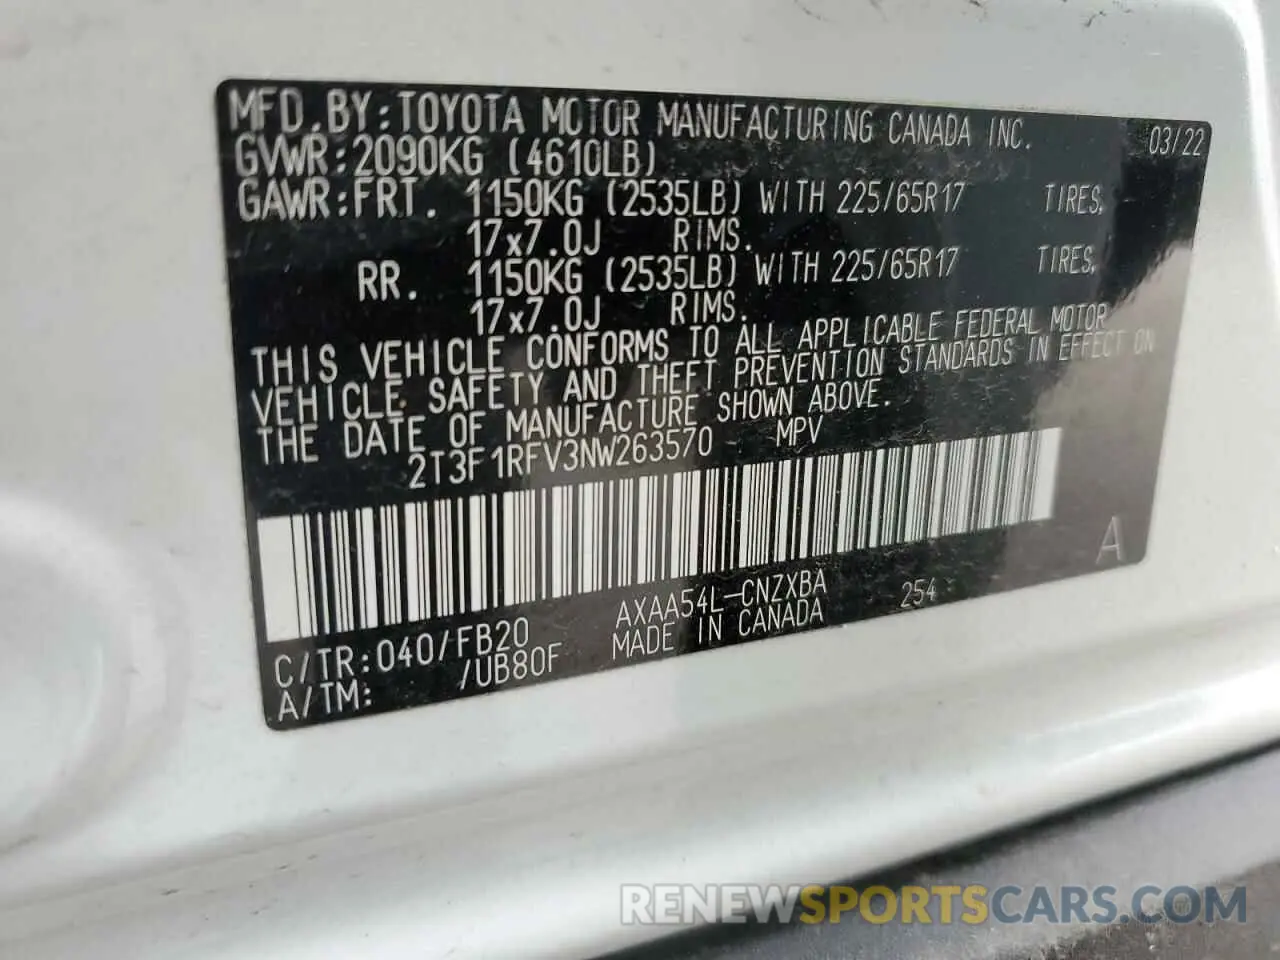 MFD. BY: TOYOTA MOTOR MANUFACTURING CANADA INC. 03/22
GVWR: 2090KG (4610LB)
GAWR: FRT. 1150KG (2535LB) WITH 225/65R17 TIRES,
17x7.0J RIMS.
RR. 1150KG (2535LB) WITH 225/65R17 TIRES,
17x7.0J RIMS.
THIS VEHICLE CONFORMS TO ALL APPLICABLE FEDERAL MOTOR
VEHICLE SAFETY AND THEFT PREVENTION STANDARDS IN EFFECT ON
THE DATE OF MANUFACTURE SHOWN ABOVE.
2T3F1RFV3NW263570 MPV
A
AXAA54L-CNZXBA 254
C/TR: 040/FB20 MADE IN CANADA
A/TM: /UB80F
RENEWSPORTSCARS.COM